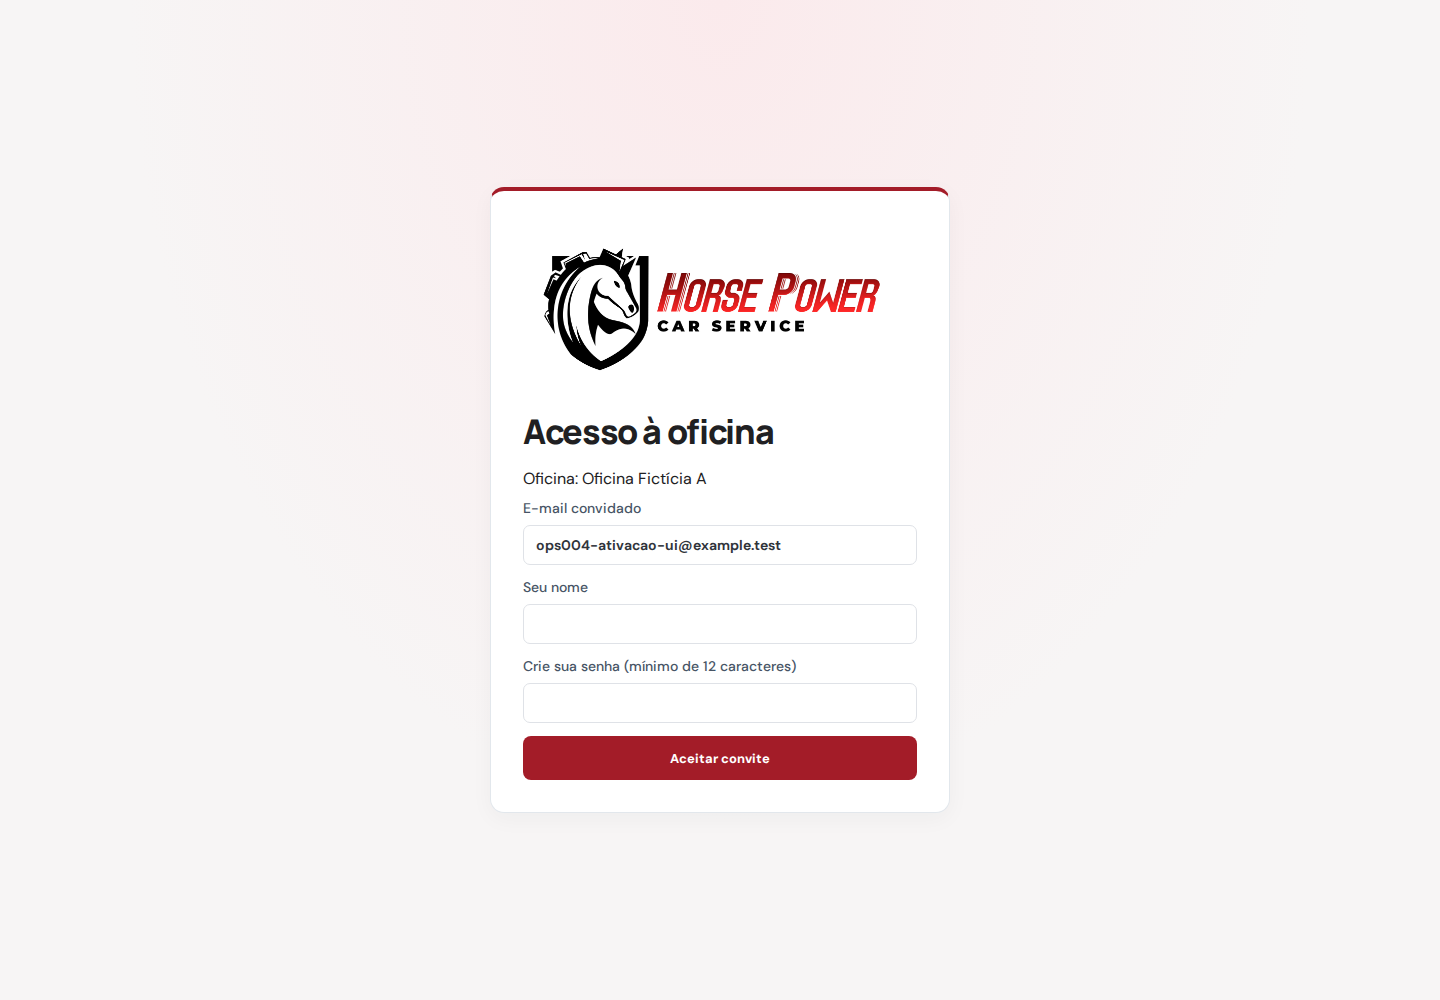 HORSE POWER
CAR SERVICE
Acesso à oficina
Oficina: Oficina Fictícia A
E-mail convidado
ops004-ativacao-ui@example.test
Seu nome
Crie sua senha (mínimo de 12 caracteres)
Aceitar convite